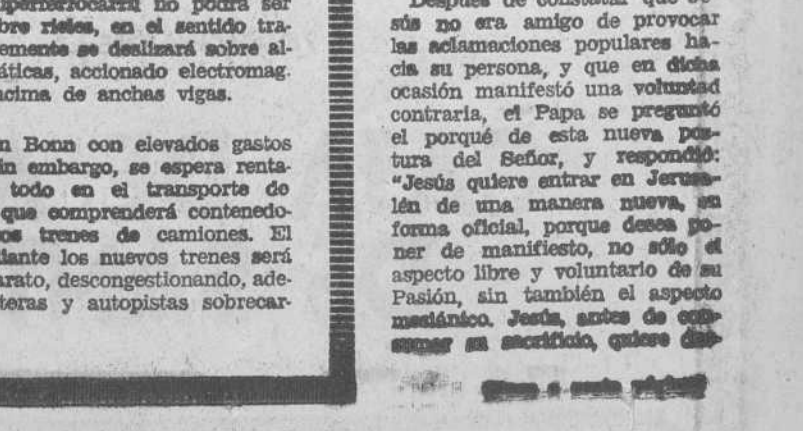 no podrá ser
rieles, en el sentido tra-
emente se deslizará sobre al-
áticas, accionado electromag.
ncima de anchas vigas.
n Bonn con elevados gastos
in embargo, se espera renta-
todo en el transporte de
que comprenderá contenedo-
os trenes de camiones. El
diante los nuevos trenes será
arato, descongestionando, ade-
teras y autopistas sobrecar-
Después de constatar que Je-
sús no era amigo de provocar
las aclamaciones populares ha-
cia su persona, y que en dicha
ocasión manifestó una voluntad
contraria, el Papa se preguntó
el porqué de esta nueva pos-
tura del Señor, y respondió:
“Jesús quiere entrar en Jerusa-
lén de una manera nueva, en
forma oficial, porque desea po-
ner de manifiesto, no sólo el
aspecto libre y voluntario de su
Pasión, sin también el aspecto
mesiánico. Jesús, antes de con-
sumar su sacrificio, quiere des-